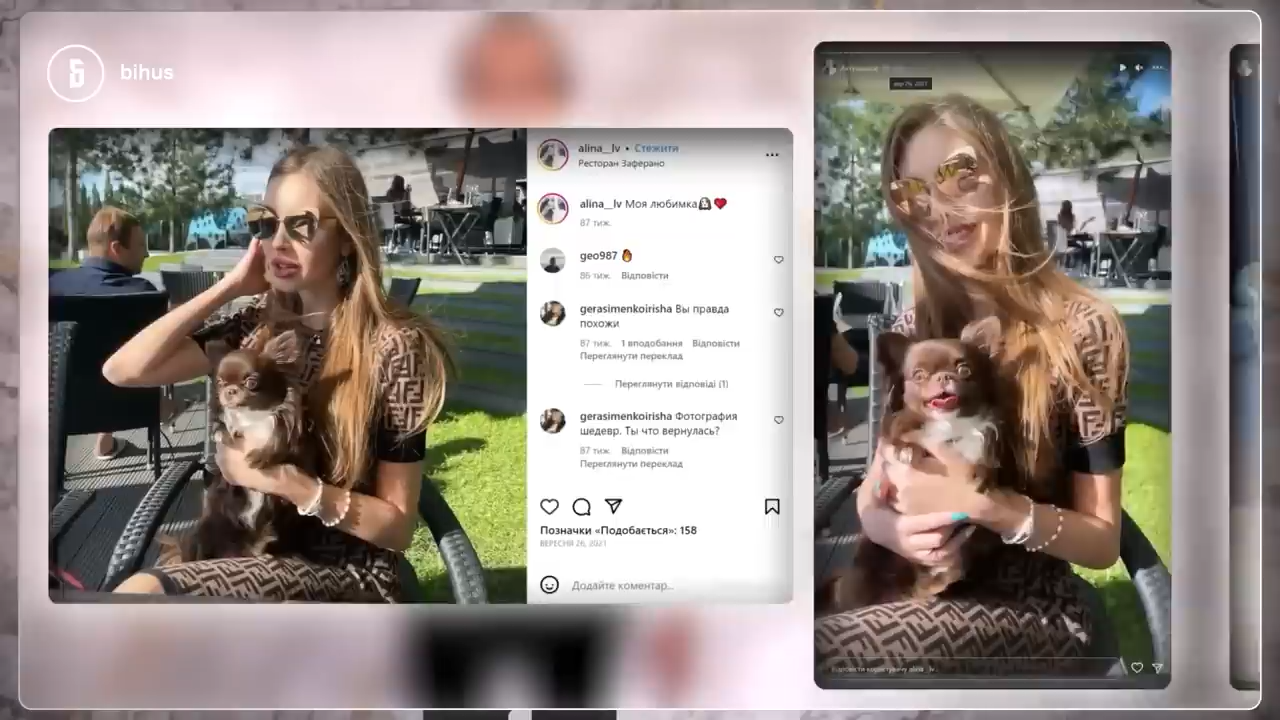 bihus
alina__lv • Стежити
Ресторан Заферано
alina__lv Моя любимка
87 тиж.
geo987
86 тиж. Відповісти
gerasimenkoirisha Вы правда
похожи
87 тиж. 1 вподобання Відповісти
Переглянути переклад
Переглянути відповіді (1)
gerasimenkoirisha Фотография
шедевр. Ты что вернулась?
87 тиж. Відповісти
Переглянути переклад
Позначки «Подобається»: 158
ВЕРЕСНЯ 26, 2021
Додайте коментар...